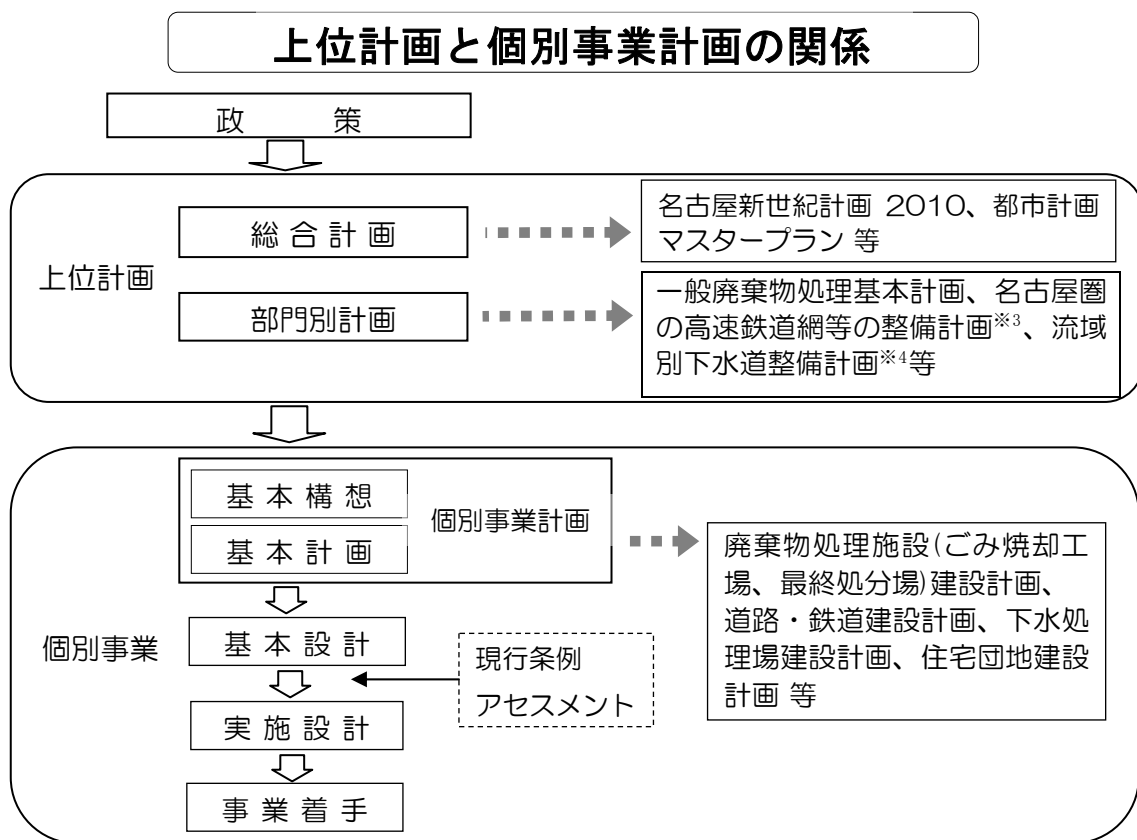 上位計画と個別事業計画の関係
政　　策
上位計画
総 合 計 画
名古屋新世紀計画 2010、都市計画
マスタープラン 等
部門別計画
一般廃棄物処理基本計画、名古屋圏
の高速鉄道網等の整備計画※3、流域
別下水道整備計画※4等
個別事業
基 本 構 想
基 本 計 画
個別事業計画
廃棄物処理施設(ごみ焼却工
場、最終処分場)建設計画、
道路・鉄道建設計画、下水処
理場建設計画、住宅団地建設
計画 等
基 本 設 計
現行条例
アセスメント
実 施 設 計
事 業 着 手